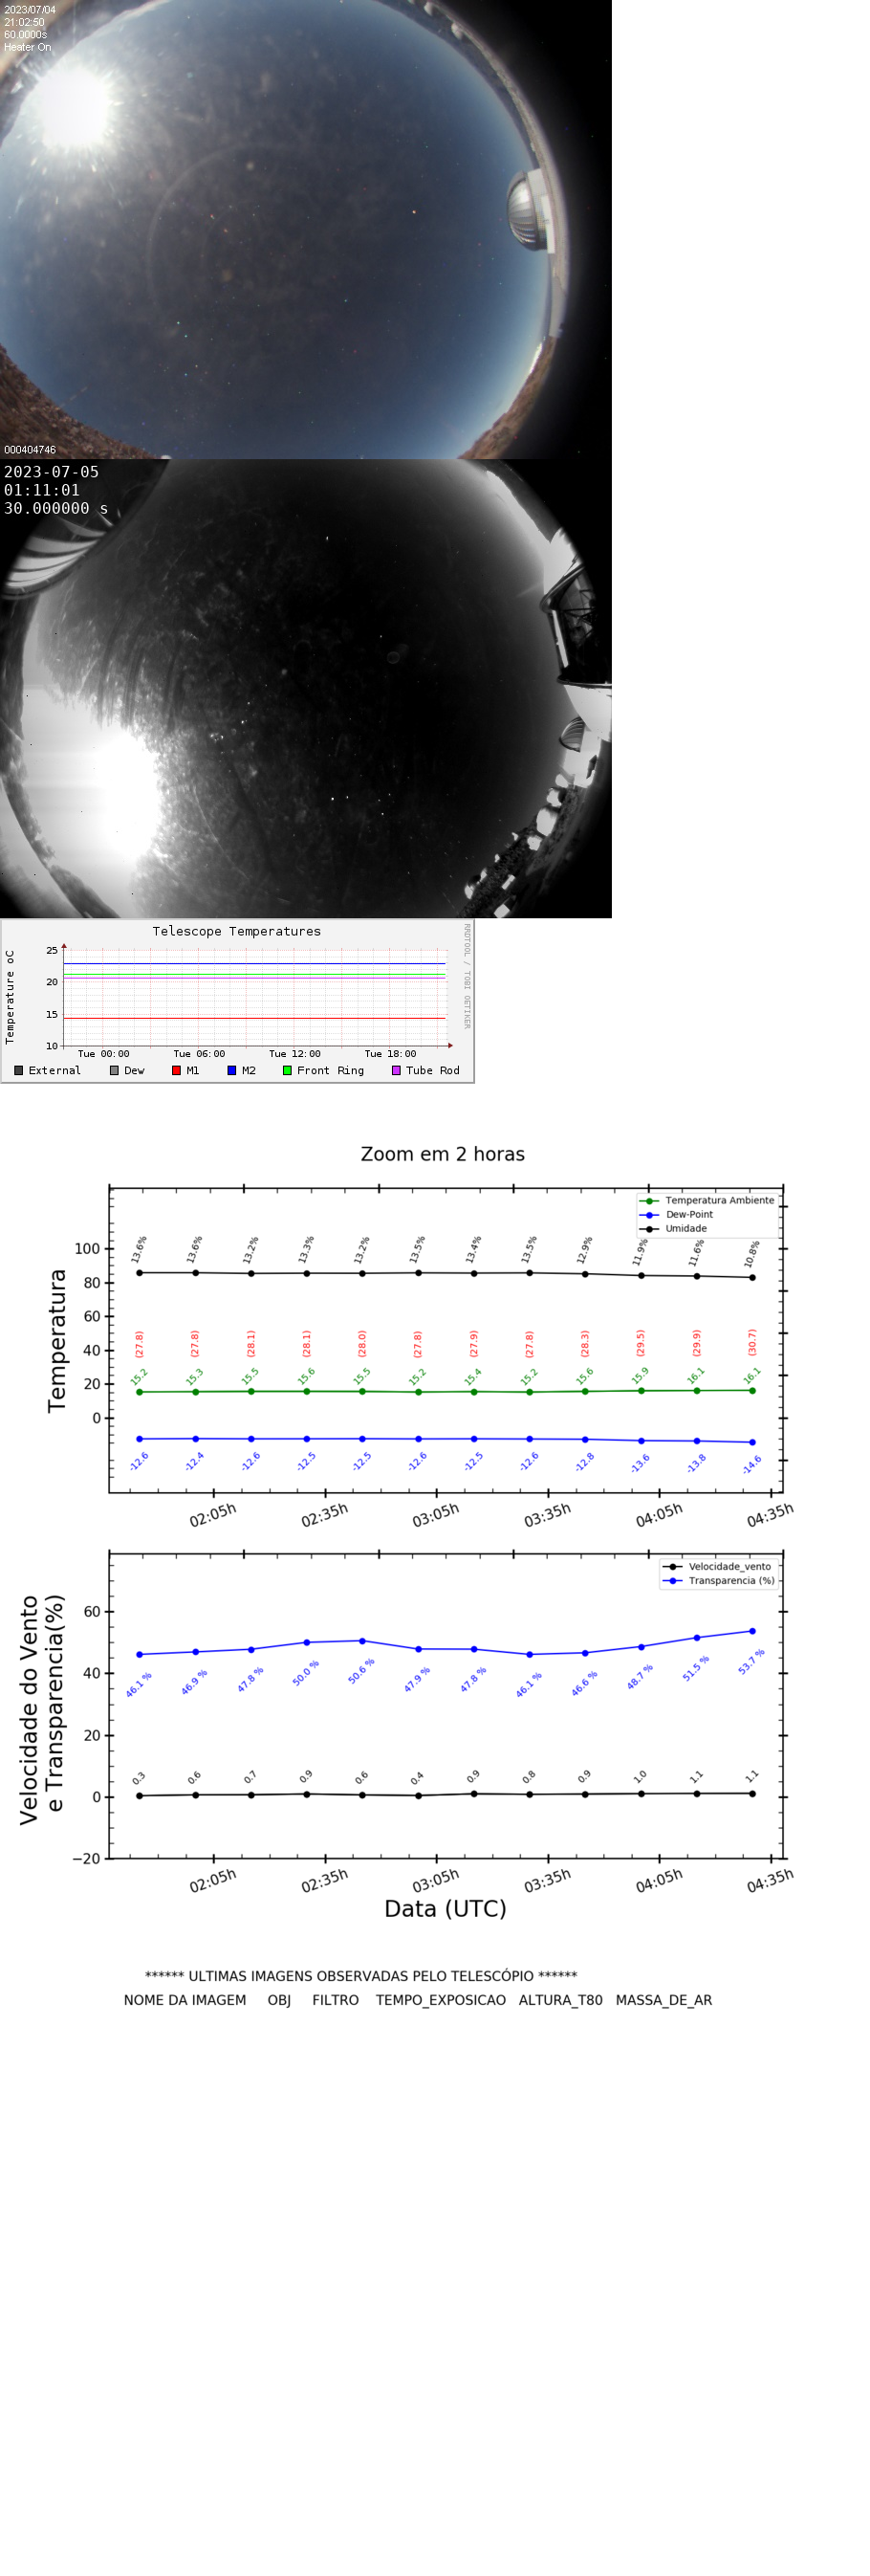 2023/07/04
21:02:50
60.0000s
Heater On
000404746
2023-07-05
01:11:01
30.000000 s
Telescope Temperatures
RRDTOOL / TOBI OETIKER
Temperature oC
25
20
15
10
Tue 00:00 Tue 06:00 Tue 12:00 Tue 18:00
External Dew M1 M2 Front Ring Tube Rod
Zoom em 2 horas
Temperatura Ambiente
Dew-Point
Umidade
Temperatura
100
80
60
40
20
0
13.6% 13.6% 13.2% 13.3% 13.2% 13.5% 13.4% 13.5% 12.9% 11.9% 11.6% 10.8%
(27.8) (27.8) (28.1) (28.1) (28.0) (27.8) (27.9) (27.8) (28.3) (29.5) (29.9) (30.7)
15.2 15.3 15.5 15.6 15.5 15.2 15.4 15.2 15.6 15.9 16.1 16.1
-12.6 -12.4 -12.6 -12.5 -12.5 -12.6 -12.5 -12.6 -12.8 -13.6 -13.8 -14.6
02:05h 02:35h 03:05h 03:35h 04:05h 04:35h
Velocidade_vento
Transparencia (%)
Velocidade do Vento
e Transparencia(%)
60
40
20
0
−20
46.1 % 46.9 % 47.8 % 50.0 % 50.6 % 47.9 % 47.8 % 46.1 % 46.6 % 48.7 % 51.5 % 53.7 %
0.3 0.6 0.7 0.9 0.6 0.4 0.9 0.8 0.9 1.0 1.1 1.1
02:05h 02:35h 03:05h 03:35h 04:05h 04:35h
Data (UTC)
****** ULTIMAS IMAGENS OBSERVADAS PELO TELESCÓPIO ******
NOME DA IMAGEM OBJ FILTRO TEMPO_EXPOSICAO ALTURA_T80 MASSA_DE_AR